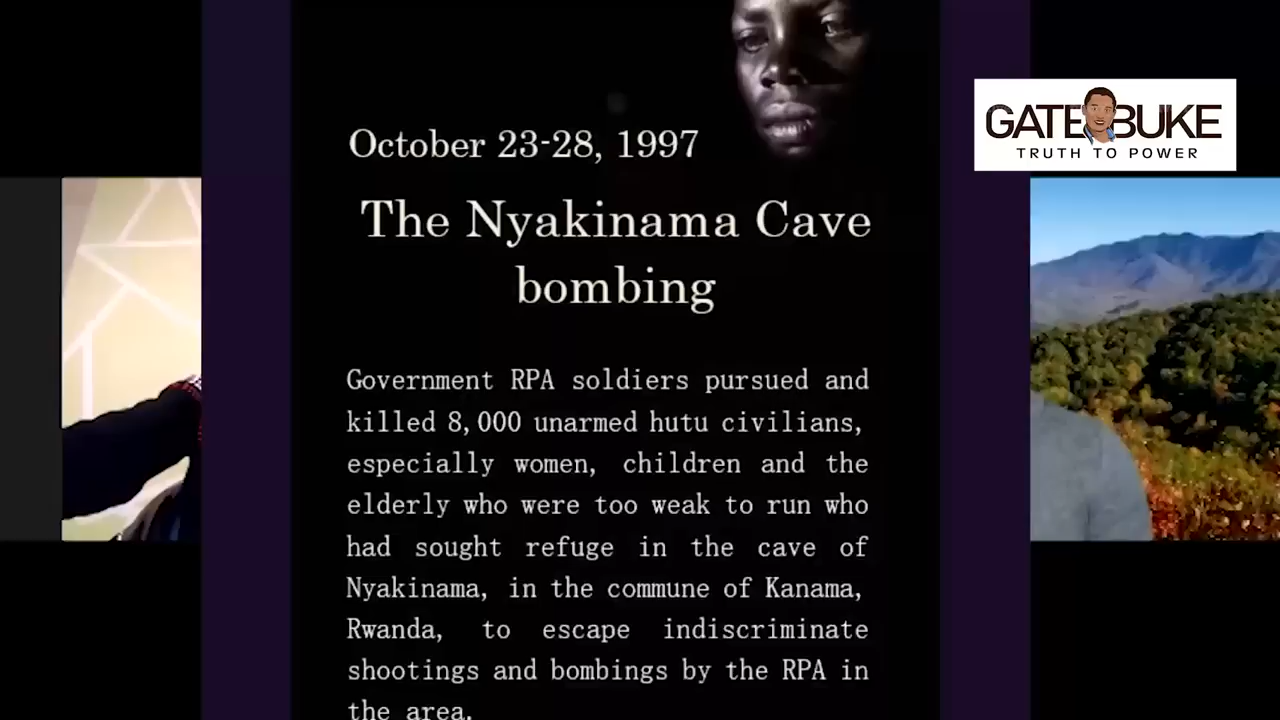 GATEBUKE
TRUTH TO POWER
October 23-28, 1997
The Nyakinama Cave
bombing
Government RPA soldiers pursued and
killed 8,000 unarmed hutu civilians,
especially women, children and the
elderly who were too weak to run who
had sought refuge in the cave of
Nyakinama, in the commune of Kanama,
Rwanda, to escape indiscriminate
shootings and bombings by the RPA in
the area.